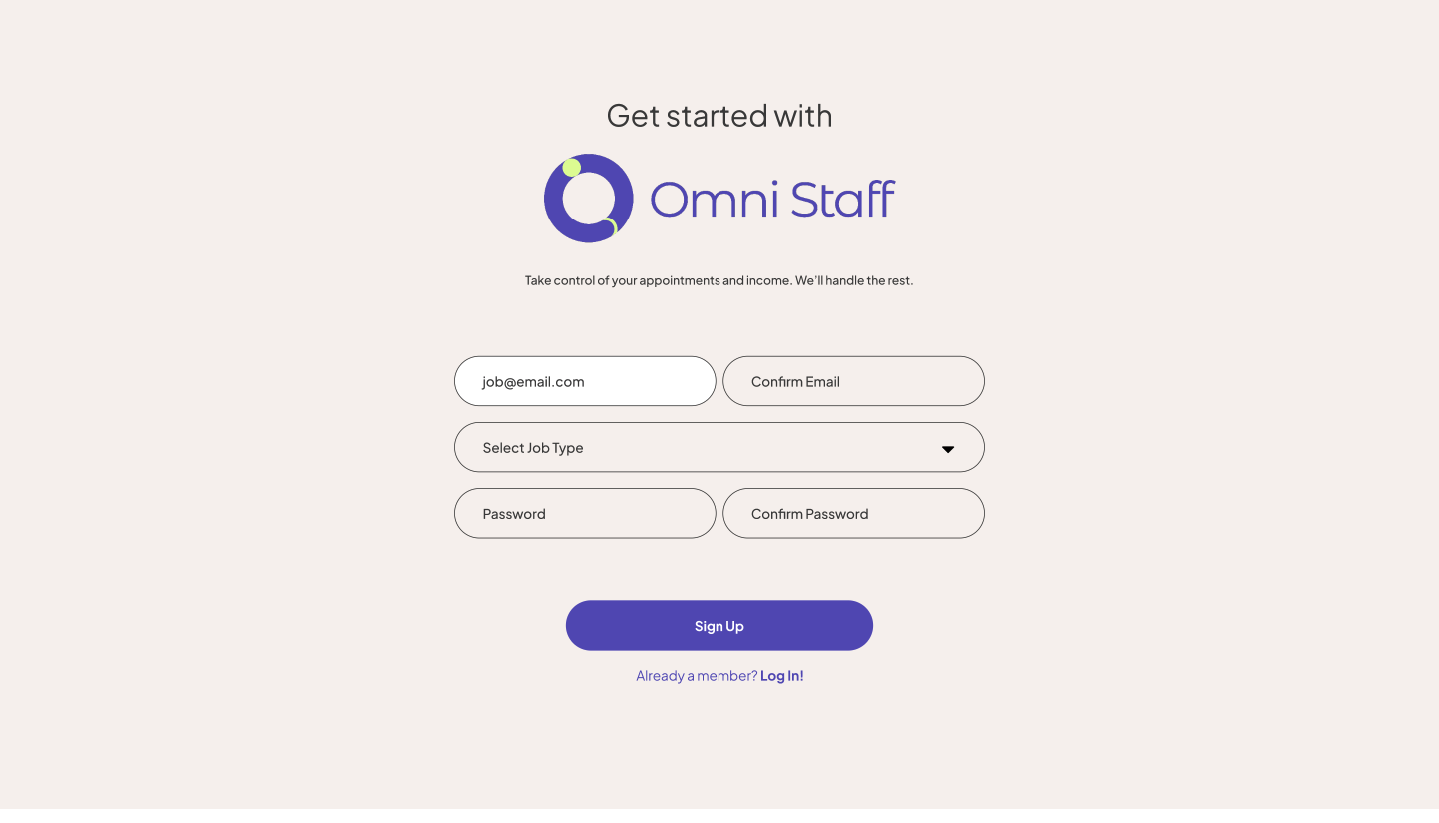 Get started with
Omni Staff
Take control of your appointments and income. We'll handle the rest.
job@email.com
Confirm Email
Select Job Type
Password
Confirm Password
Sign Up
Already a member? Log In!